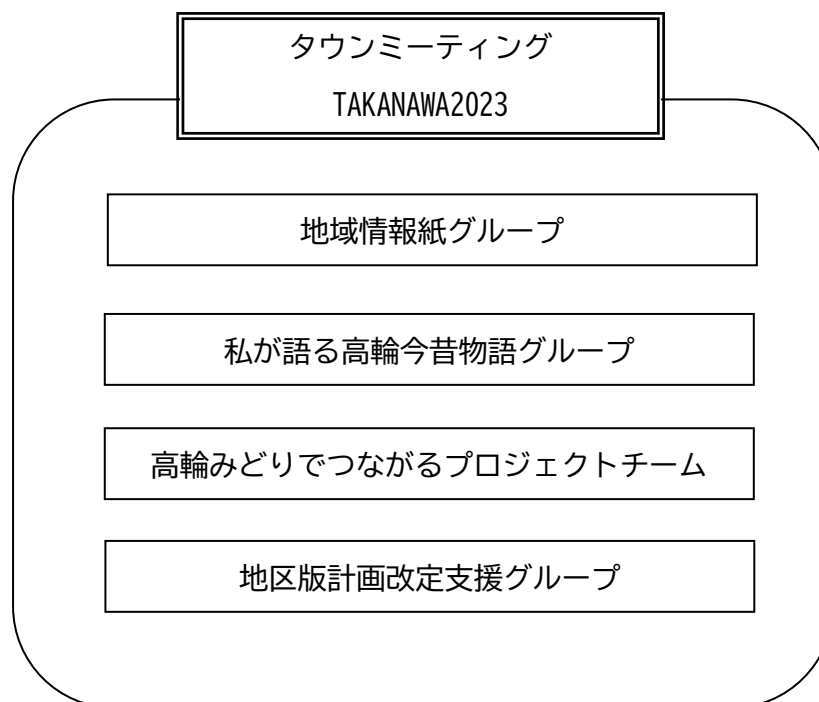 タウンミーティング
TAKANAWA2023
地域情報紙グループ
私が語る高輪今昔物語グループ
高輪みどりでつながるプロジェクトチーム
地区版計画改定支援グループ